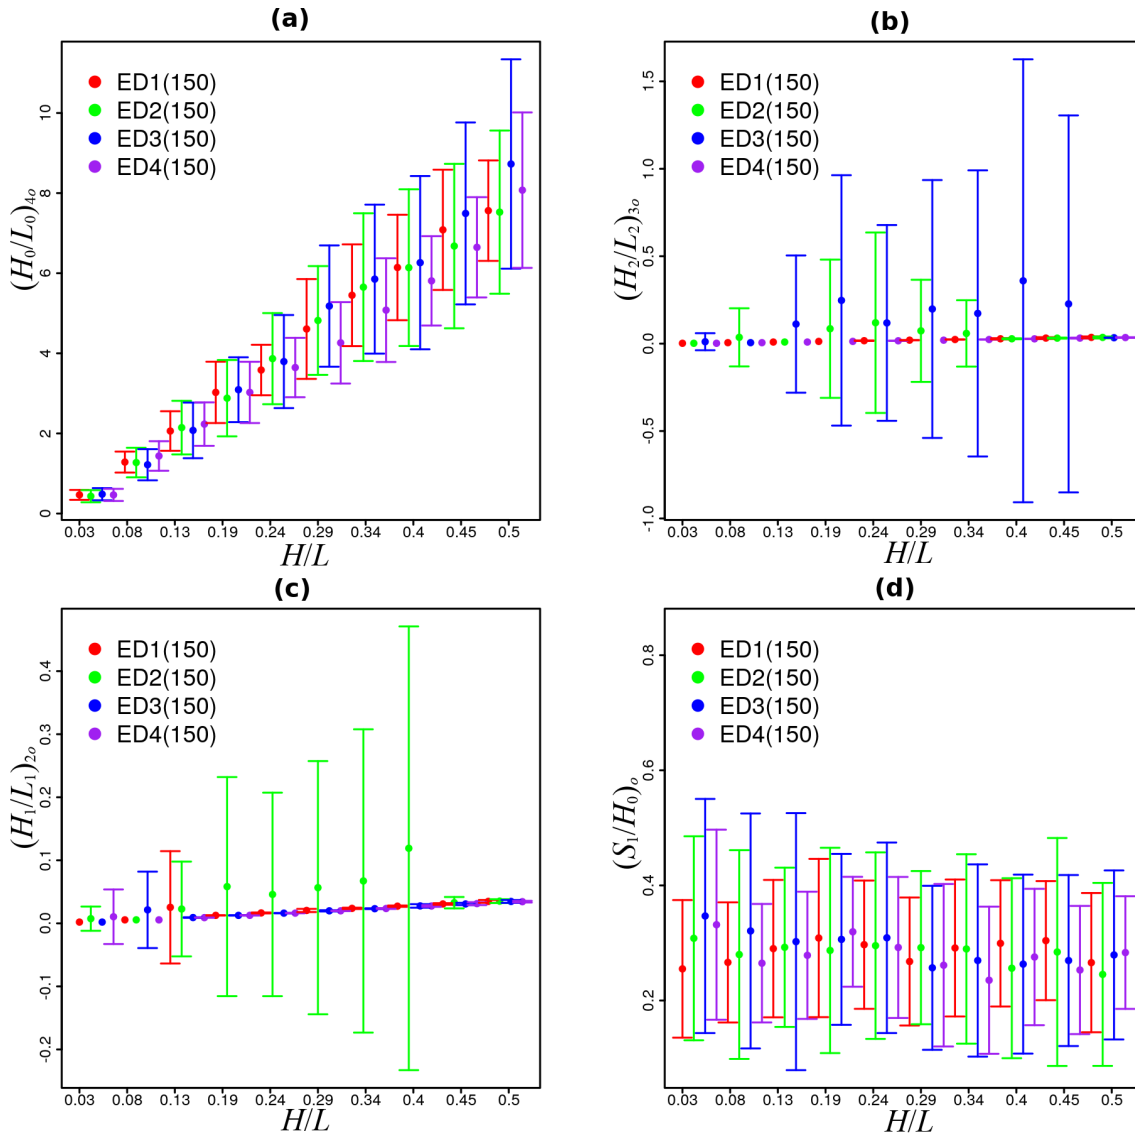 (a)
ED1(150)
ED2(150)
ED3(150)
ED4(150)
(H0/L0)4o
10
8
6
4
2
0
0.03 0.08 0.13 0.19 0.24 0.29 0.34 0.4 0.45 0.5
H/L
(b)
ED1(150)
ED2(150)
ED3(150)
ED4(150)
(H2/L2)3o
1.5
1.0
0.5
0.0
-0.5
-1.0
0.03 0.08 0.13 0.19 0.24 0.29 0.34 0.4 0.45 0.5
H/L
(c)
ED1(150)
ED2(150)
ED3(150)
ED4(150)
(H1/L1)2o
0.4
0.3
0.2
0.1
0.0
-0.1
-0.2
0.03 0.08 0.13 0.19 0.24 0.29 0.34 0.4 0.45 0.5
H/L
(d)
ED1(150)
ED2(150)
ED3(150)
ED4(150)
(S1/H0)o
0.8
0.6
0.4
0.2
0.03 0.08 0.13 0.19 0.24 0.29 0.34 0.4 0.45 0.5
H/L